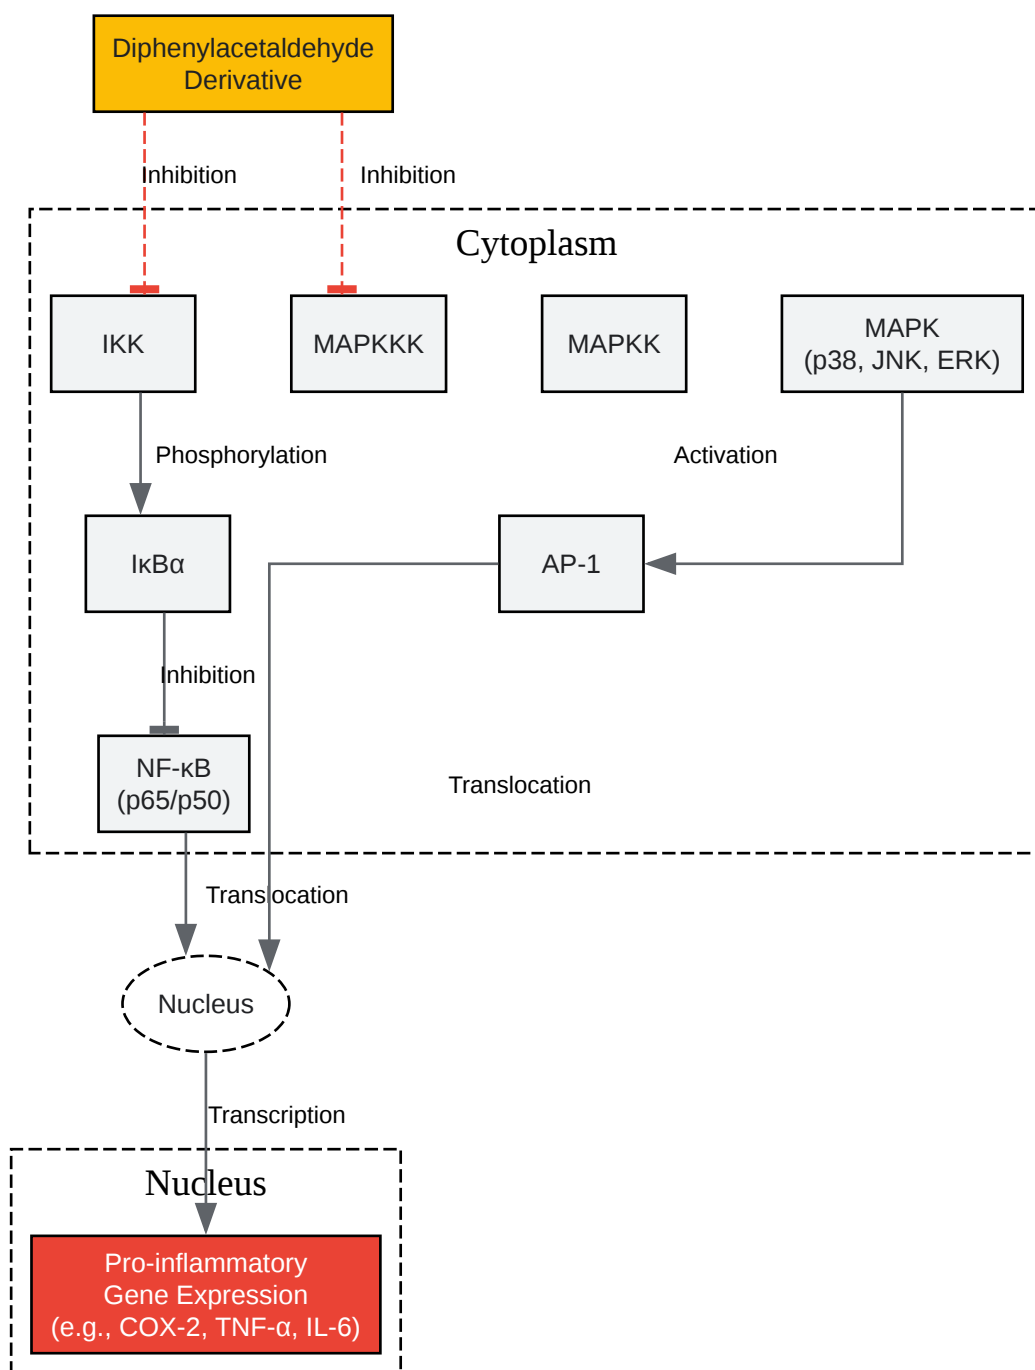 Diphenylacetaldehyde
Derivative
Inhibition
Inhibition
Cytoplasm
IKK
MAPKKK
MAPKK
MAPK
(p38, JNK, ERK)
Phosphorylation
Activation
IκBα
AP-1
Inhibition
NF-κB
(p65/p50)
Translocation
Translocation
Nucleus
Transcription
Nucleus
Pro-inflammatory
Gene Expression
(e.g., COX-2, TNF-α, IL-6)